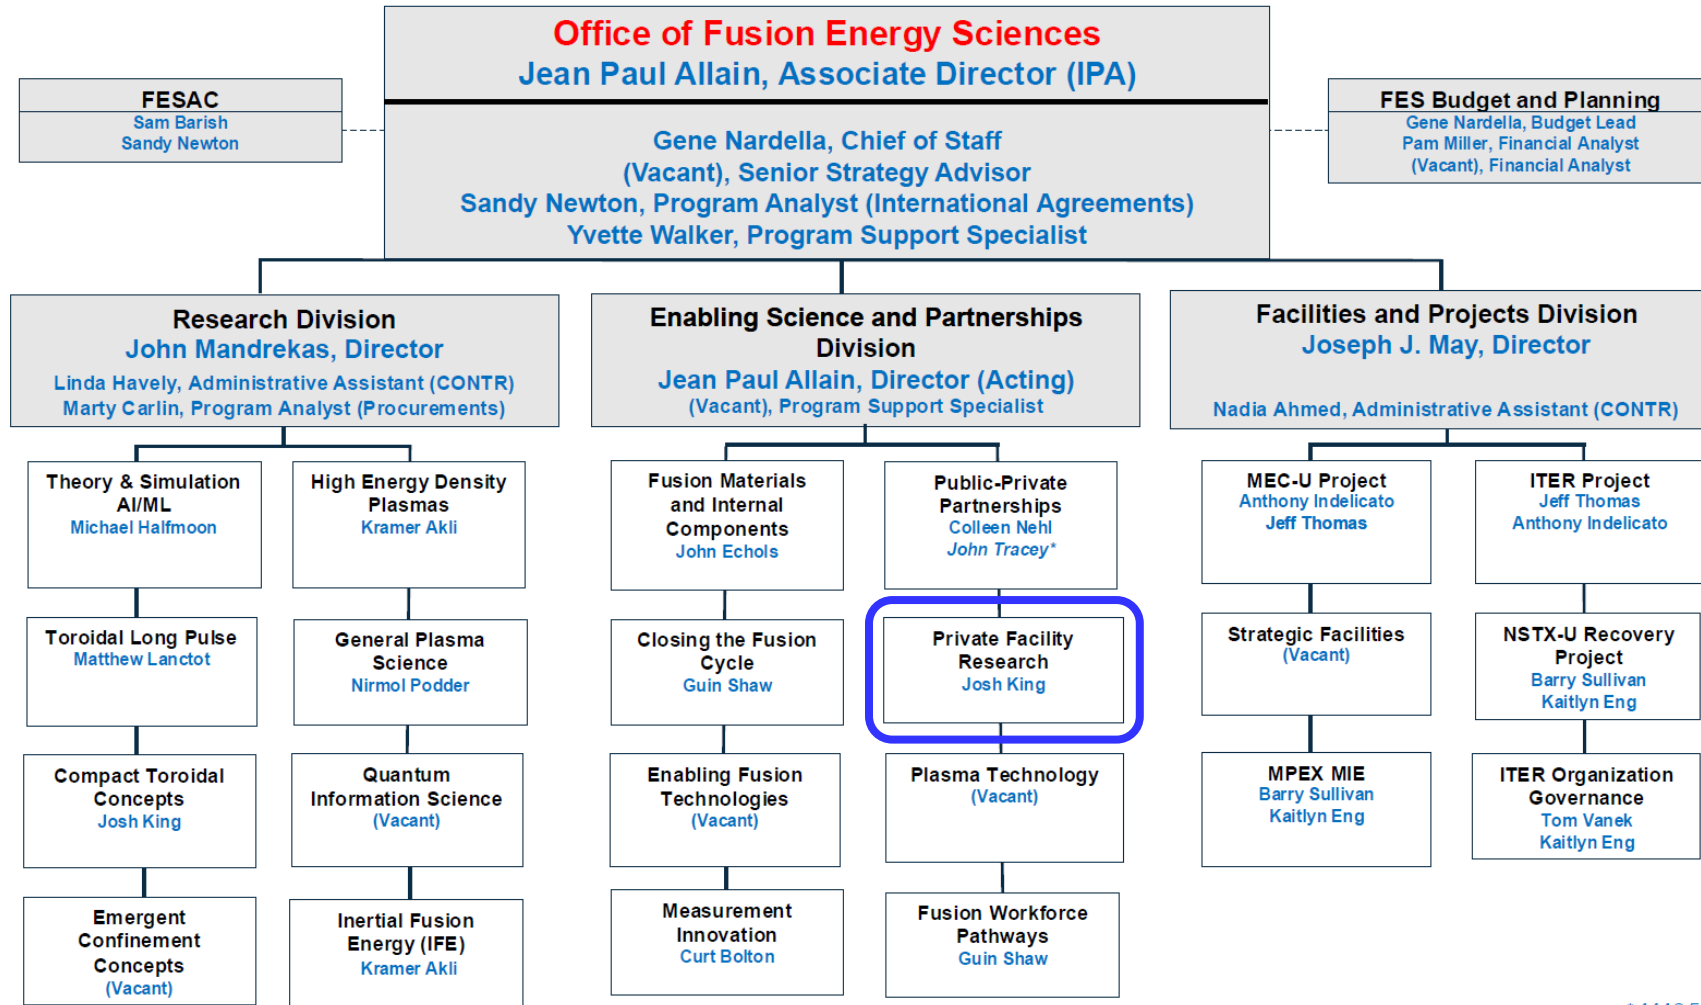 Office of Fusion Energy Sciences
Jean Paul Allain, Associate Director (IPA)
Gene Nardella, Chief of Staff
(Vacant), Senior Strategy Advisor
Sandy Newton, Program Analyst (International Agreements)
Yvette Walker, Program Support Specialist
FESAC
Sam Barish
Sandy Newton
FES Budget and Planning
Gene Nardella, Budget Lead
Pam Miller, Financial Analyst
(Vacant), Financial Analyst
Research Division
John Mandrekas, Director
Linda Havely, Administrative Assistant (CONTR)
Marty Carlin, Program Analyst (Procurements)
Enabling Science and Partnerships
Division
Jean Paul Allain, Director (Acting)
(Vacant), Program Support Specialist
Facilities and Projects Division
Joseph J. May, Director
Nadia Ahmed, Administrative Assistant (CONTR)
Theory & Simulation
AI/ML
Michael Halfmoon
High Energy Density
Plasmas
Kramer Akli
Fusion Materials
and Internal
Components
John Echols
Public-Private
Partnerships
Colleen Nehl
John Tracey*
MEC-U Project
Anthony Indelicato
Jeff Thomas
ITER Project
Jeff Thomas
Anthony Indelicato
Toroidal Long Pulse
Matthew Lanctot
General Plasma
Science
Nirmol Podder
Closing the Fusion
Cycle
Guin Shaw
Private Facility
Research
Josh King
Strategic Facilities
(Vacant)
NSTX-U Recovery
Project
Barry Sullivan
Kaitlyn Eng
Compact Toroidal
Concepts
Josh King
Quantum
Information Science
(Vacant)
Enabling Fusion
Technologies
(Vacant)
Plasma Technology
(Vacant)
MPEX MIE
Barry Sullivan
Kaitlyn Eng
ITER Organization
Governance
Tom Vanek
Kaitlyn Eng
Emergent
Confinement
Concepts
(Vacant)
Inertial Fusion
Energy (IFE)
Kramer Akli
Measurement
Innovation
Curt Bolton
Fusion Workforce
Pathways
Guin Shaw